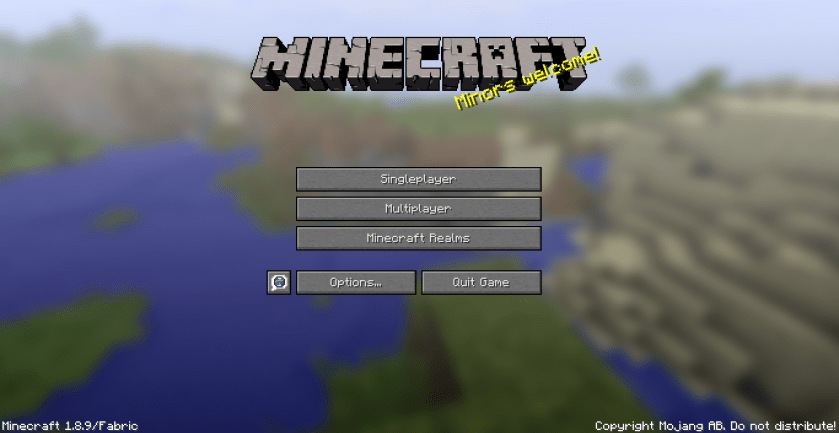 MINECRAFT
Minors welcome!
Singleplayer
Multiplayer
Minecraft Realms
Options...
Quit Game
Minecraft 1.8.9/Fabric
Copyright Mojang AB. Do not distribute!